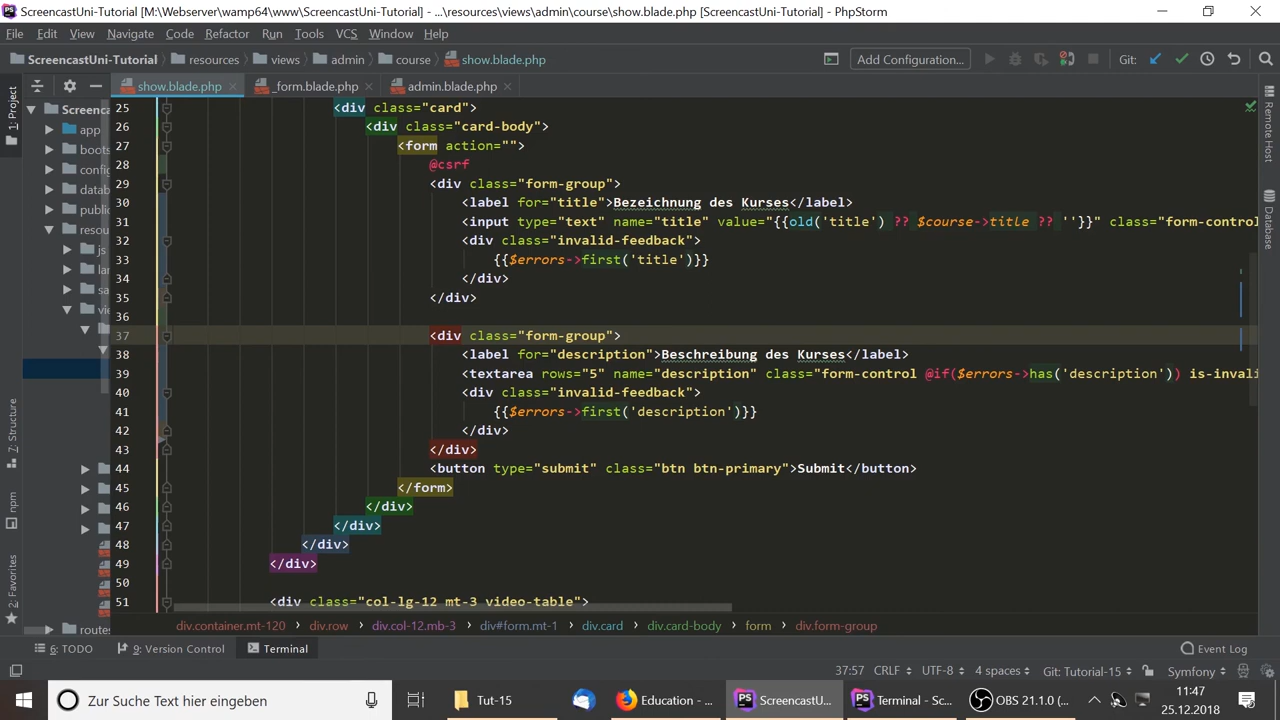 ScreencastUni-Tutorial [M:\Webserver\wamp64\www\ScreencastUni-Tutorial] - ...\resources\views\admin\course\show.blade.php [ScreencastUni-Tutorial] - PhpStorm
File Edit View Navigate Code Refactor Run Tools VCS Window Help
ScreencastUni-Tutorial resources views admin course show.blade.php Add Configuration... Git:
show.blade.php _form.blade.php admin.blade.php
1: Project
7: Structure
npm
2: Favorites
Screenca
app
boots
config
datab
public
resou
js
lan
sa
vie
routes
25 <div class="card">
26 <div class="card-body">
27 <form action="">
28 @csrf
29 <div class="form-group">
30 <label for="title">Bezeichnung des Kurses</label>
31 <input type="text" name="title" value="{{old('title') ?? $course->title ?? ''}}" class="form-control
32 <div class="invalid-feedback">
33 {{$errors->first('title')}}
34 </div>
35 </div>
36
37 <div class="form-group">
38 <label for="description">Beschreibung des Kurses</label>
39 <textarea rows="5" name="description" class="form-control @if($errors->has('description')) is-invali
40 <div class="invalid-feedback">
41 {{$errors->first('description')}}
42 </div>
43 </div>
44 <button type="submit" class="btn btn-primary">Submit</button>
45 </form>
46 </div>
47 </div>
48 </div>
49 </div>
50
51 <div class="col-lg-12 mt-3 video-table">
Remote Host
Database
div.container.mt-120 div.row div.col-12.mb-3 div#form.mt-1 div.card div.card-body form div.form-group
6: TODO 9: Version Control Terminal Event Log
37:57 CRLF UTF-8 4 spaces Git: Tutorial-15 Symfony
Zur Suche Text hier eingeben Tut-15 Education - ... ScreencastU... Terminal - Sc... OBS 21.1.0 (... 11:47
25.12.2018